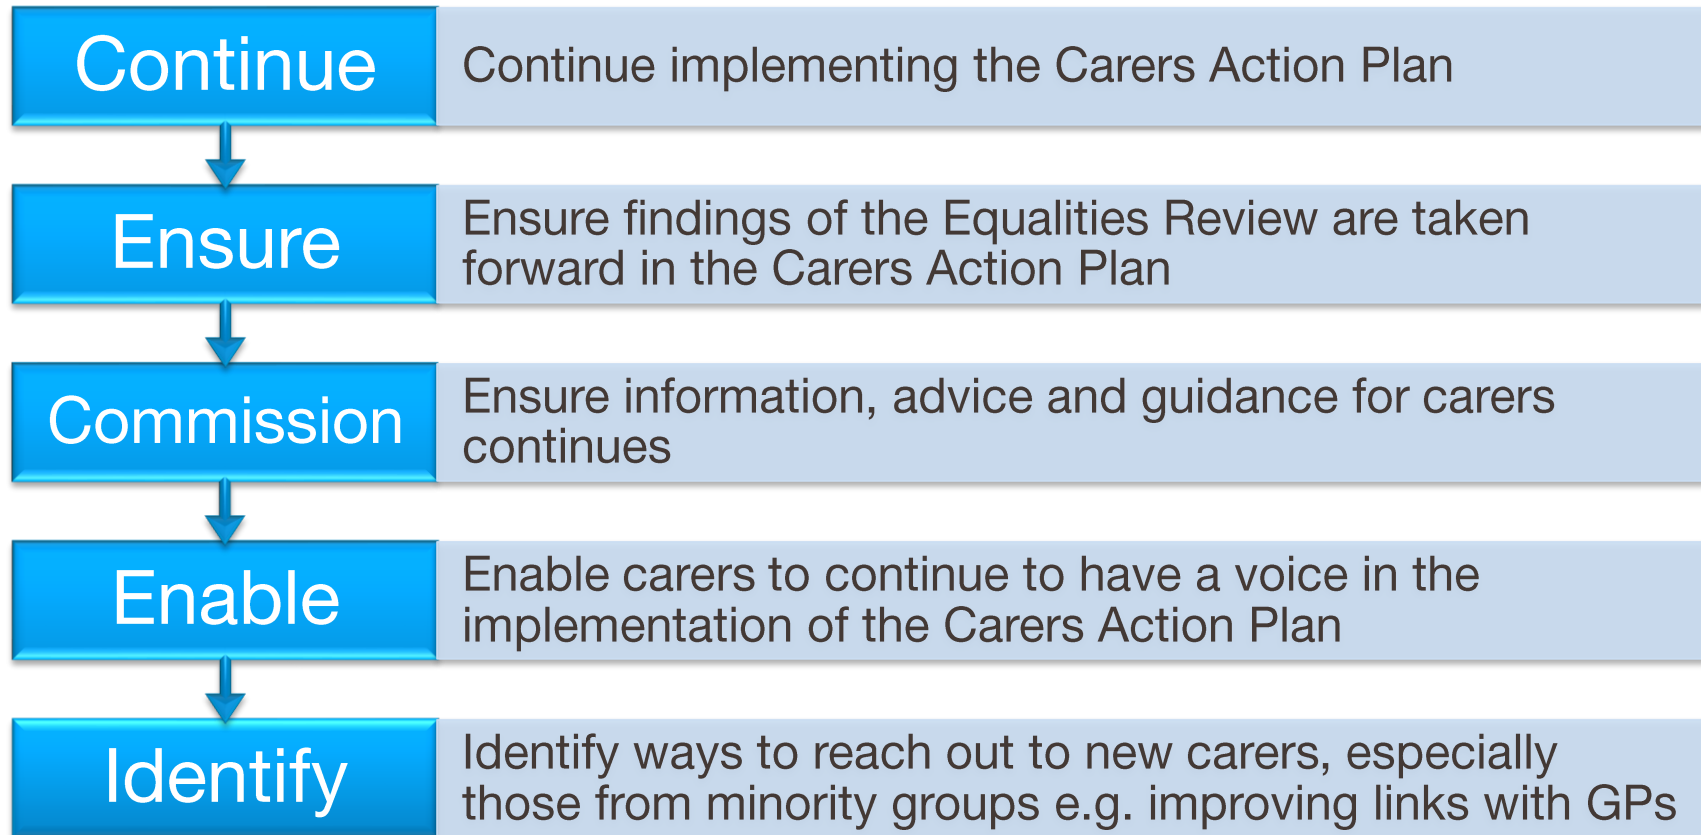 Continue
Continue implementing the Carers Action Plan
Ensure
Ensure findings of the Equalities Review are taken
forward in the Carers Action Plan
Commission
Ensure information, advice and guidance for carers
continues
Enable
Enable carers to continue to have a voice in the
implementation of the Carers Action Plan
Identify
Identify ways to reach out to new carers, especially
those from minority groups e.g. improving links with GPs